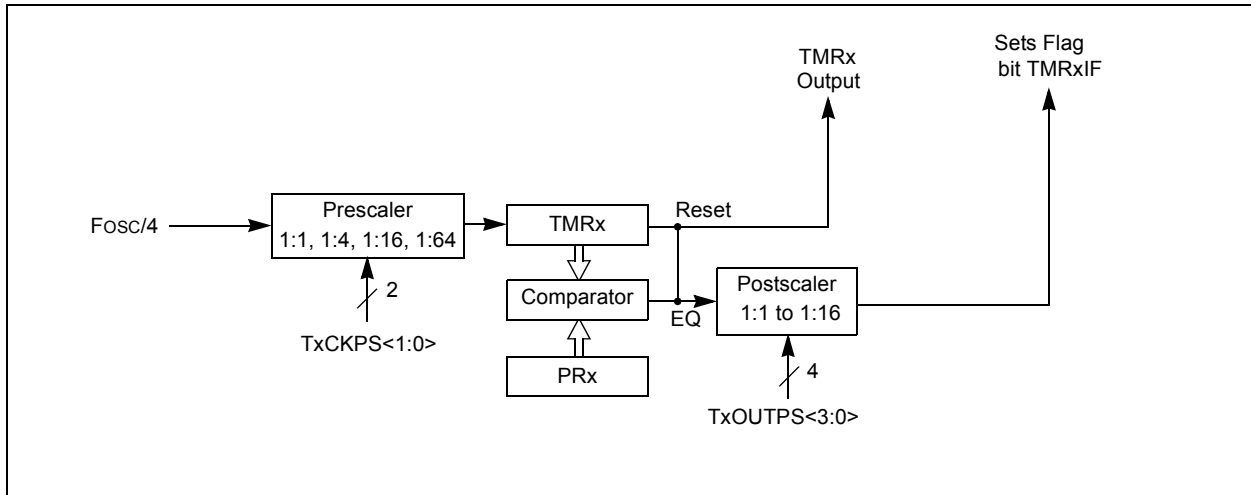 TMRx
Output
Sets Flag
bit TMRxIF
Fosc/4
Prescaler
1:1, 1:4, 1:16, 1:64
2
TxCKPS<1:0>
TMRx
Reset
Comparator
EQ
PRx
Postscaler
1:1 to 1:16
4
TxOUTPS<3:0>